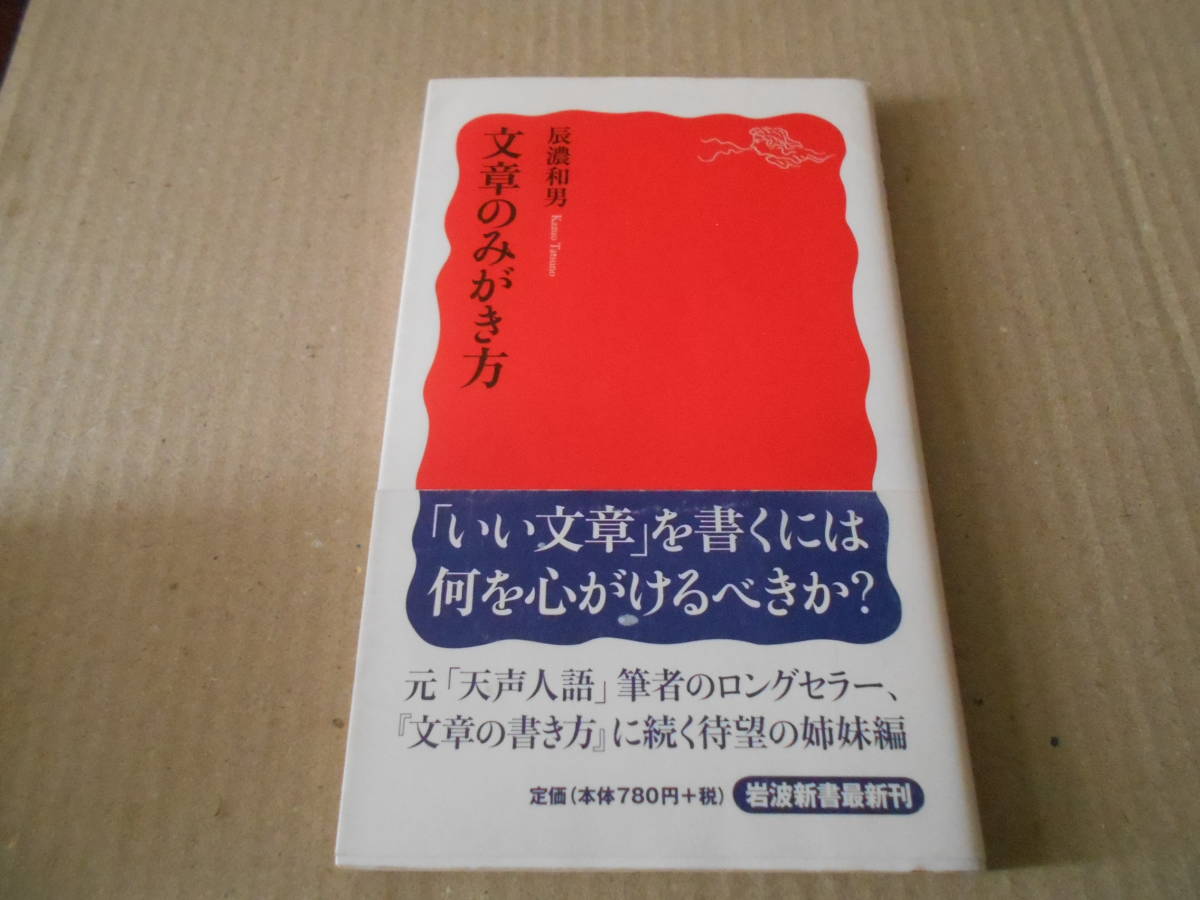 文章のみがき方
辰濃和男
Kazuo Tatsuno
「いい文章」を書くには
何を心がけるべきか?
元「天声人語」筆者のロングセラー、
『文章の書き方』に続く待望の姉妹編
定価(本体780円+税)
岩波新書最新刊